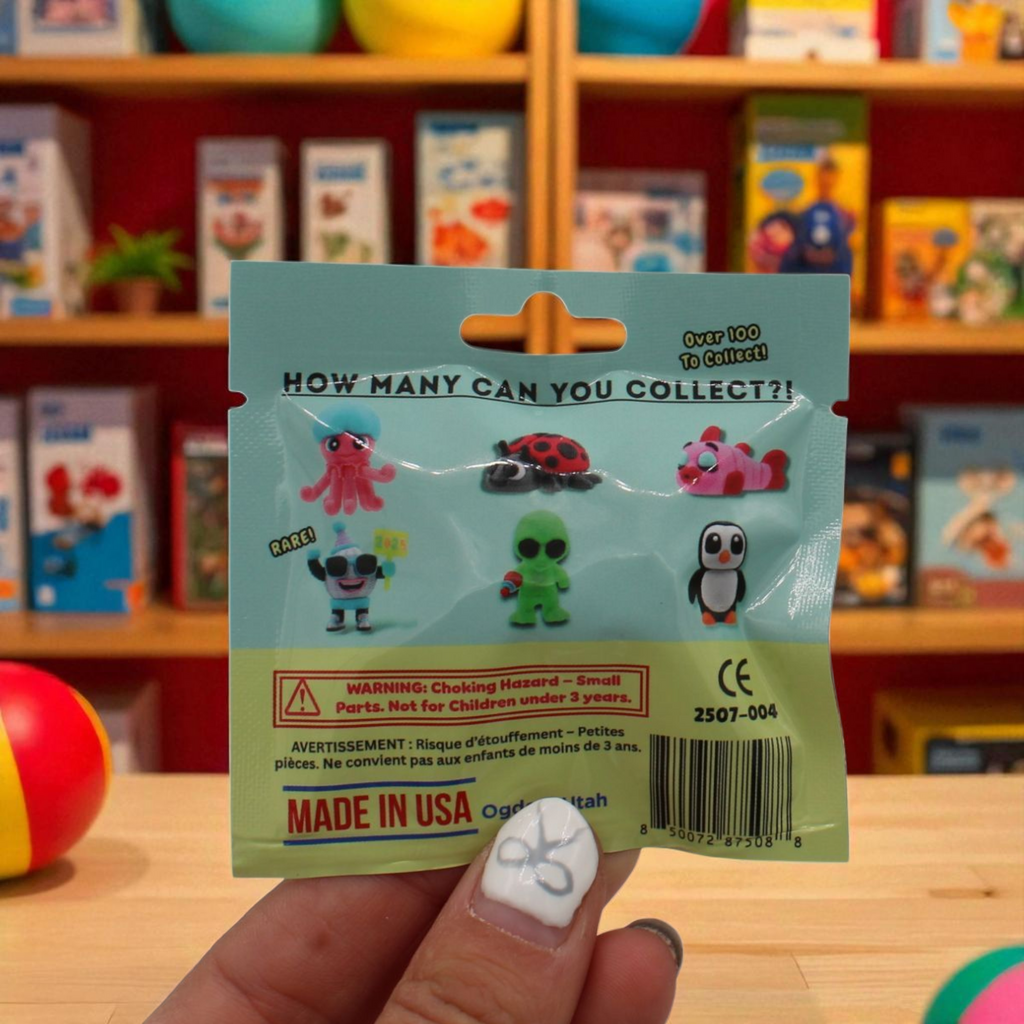 Over 100
To Collect!
HOW MANY CAN YOU COLLECT?!
RARE!
2025
WARNING: Choking Hazard – Small
Parts. Not for Children under 3 years.
CE
2507-004
AVERTISSEMENT : Risque d'étouffement – Petites
pièces. Ne convient pas aux enfants de moins de 3 ans.
MADE IN USA
Utah
8 50072 87508 8